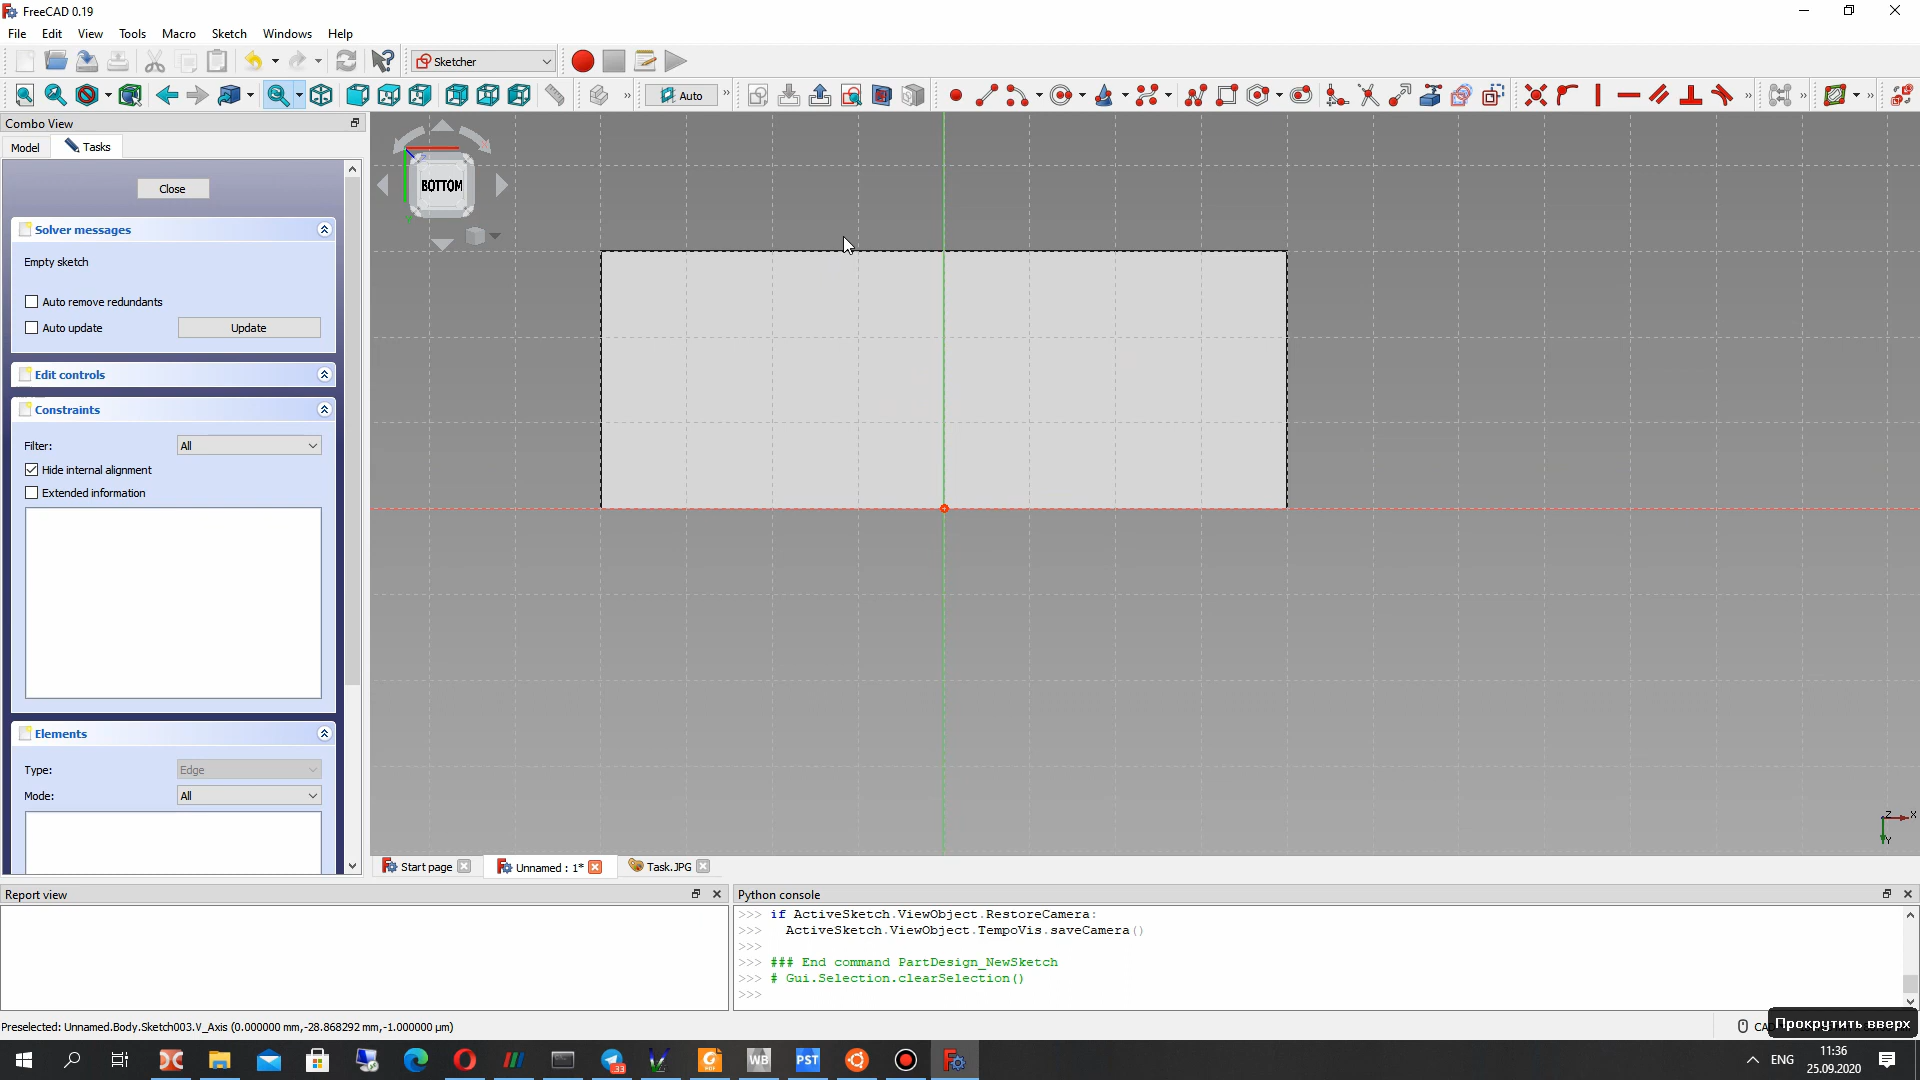 FreeCAD 0.19
File Edit View Tools Macro Sketch Windows Help
Sketcher
Auto
Combo View
Model Tasks
Close
Solver messages
Empty sketch
Auto remove redundants
Auto update Update
Edit controls
Constraints
Filter: All
Hide internal alignment
Extended information
Elements
Type: Edge
Mode: All
BOTTOM
Z X
Y
Start page Unnamed : 1* Task.JPG
Report view
Python console
>>> if ActiveSketch.ViewObject.RestoreCamera:
>>> ActiveSketch.ViewObject.TempoVis.saveCamera()
>>>
>>> ### End command PartDesign_NewSketch
>>> # Gui.Selection.clearSelection()
>>>
Preselected: Unnamed.Body.Sketch003.V_Axis (0.000000 mm,-28.868292 mm,-1.000000 µm)
CA
Прокрутить вверх
33
WB
PST
ENG
11:36
25.09.2020